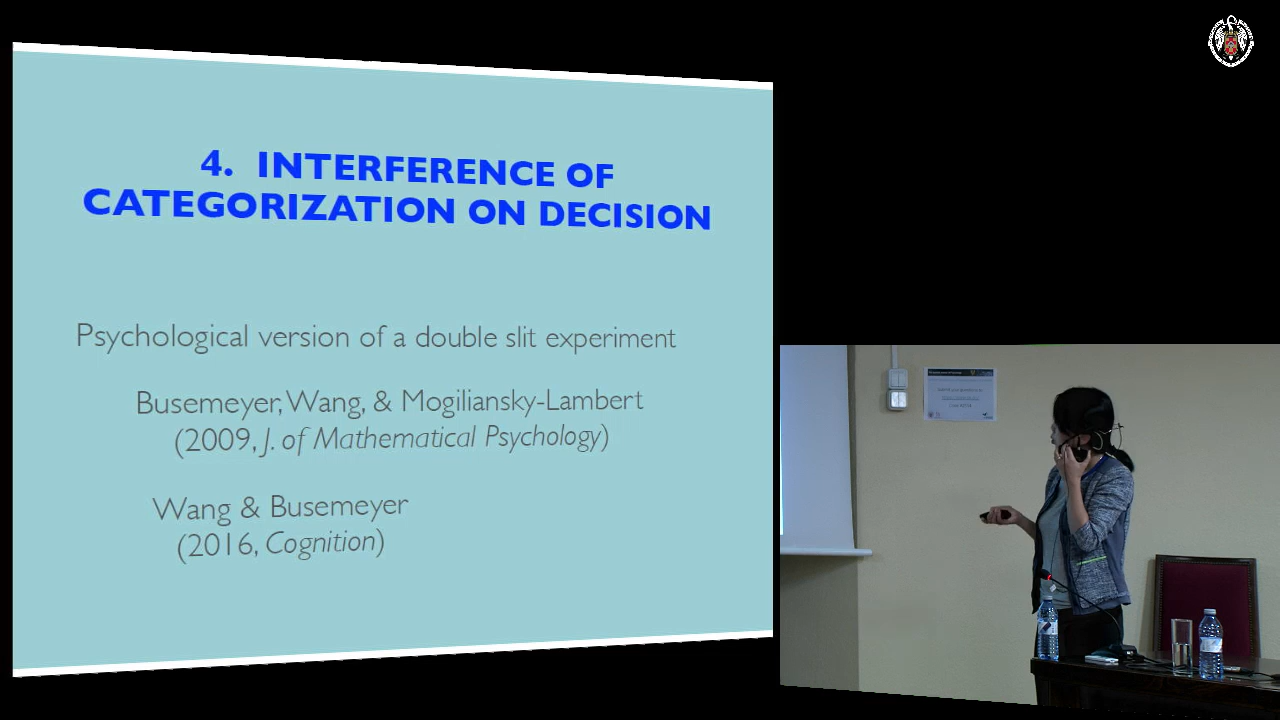 4. INTERFERENCE OF
CATEGORIZATION ON DECISION
Psychological version of a double slit experiment
Busemeyer, Wang, & Mogiliansky-Lambert
(2009, J. of Mathematical Psychology)
Wang & Busemeyer
(2016, Cognition)